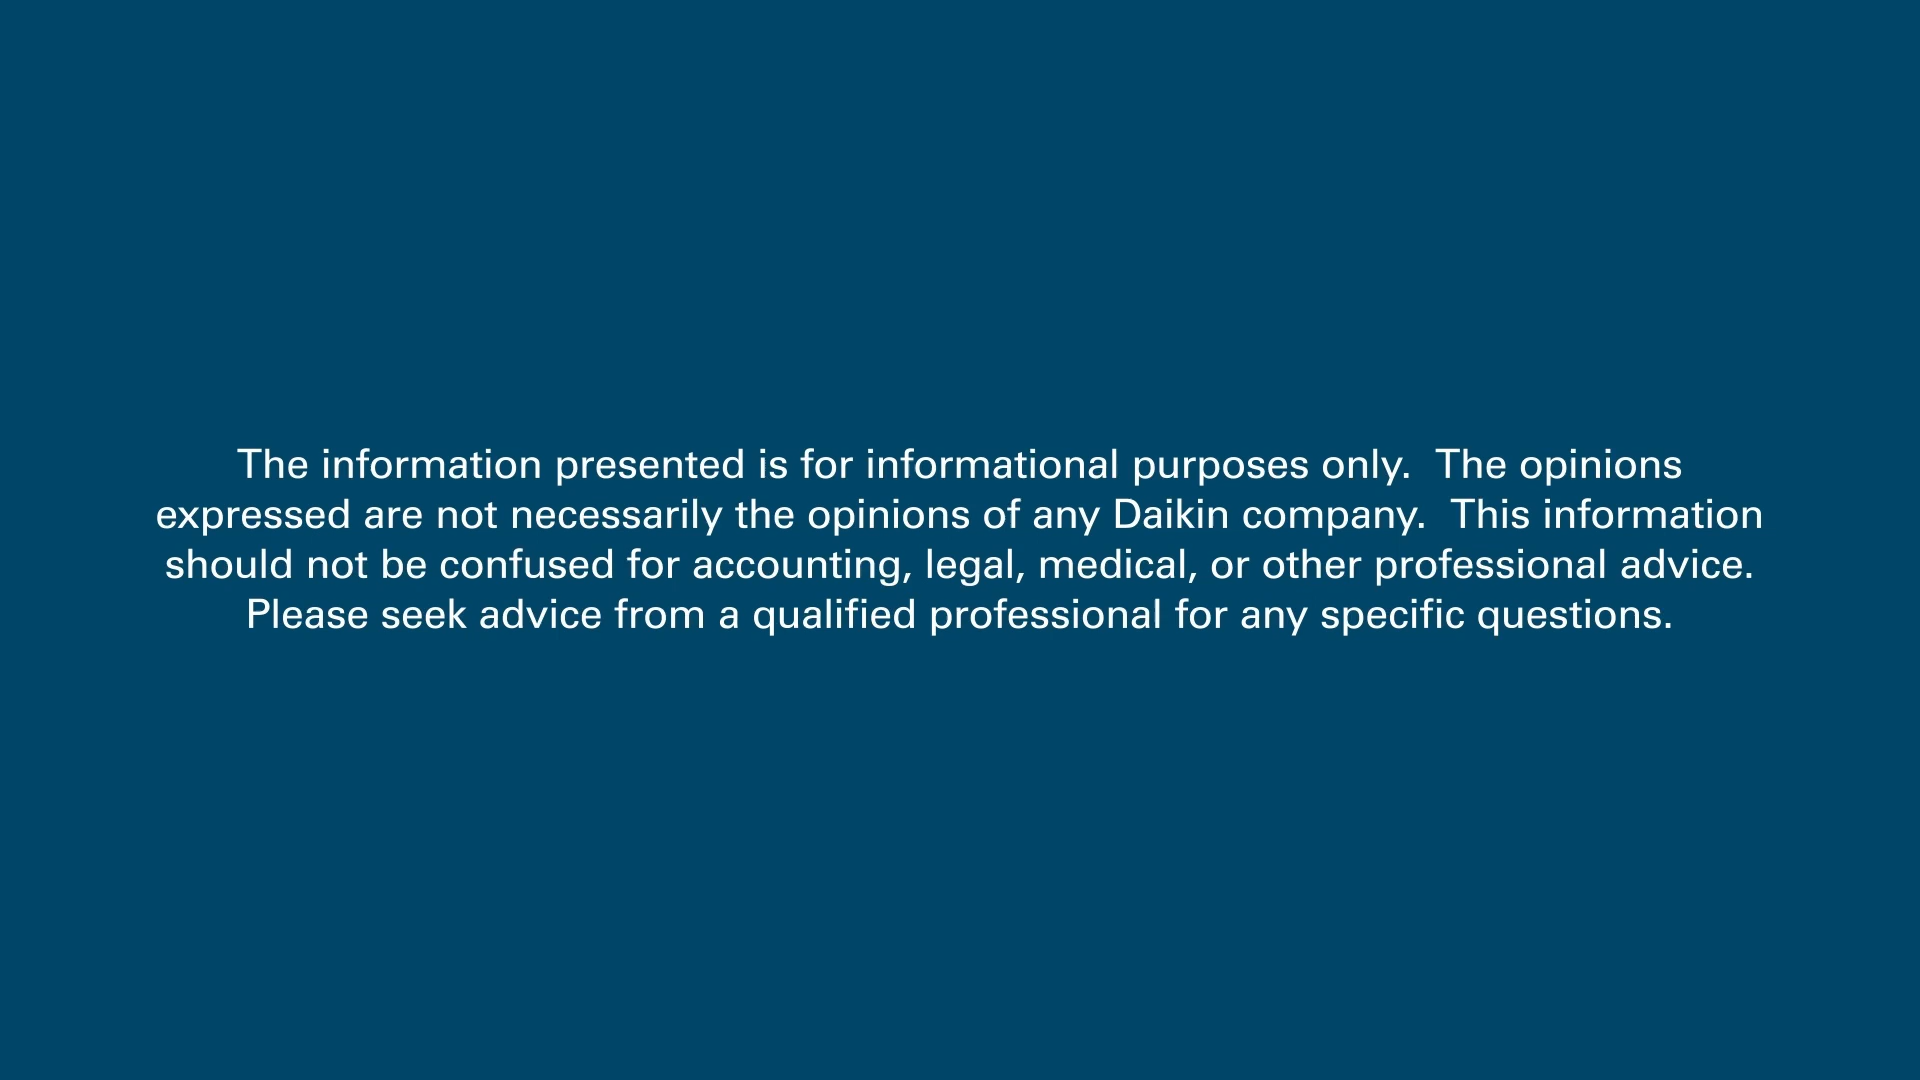 The information presented is for informational purposes only.  The opinions
expressed are not necessarily the opinions of any Daikin company.  This information
should not be confused for accounting, legal, medical, or other professional advice.
Please seek advice from a qualified professional for any specific questions.